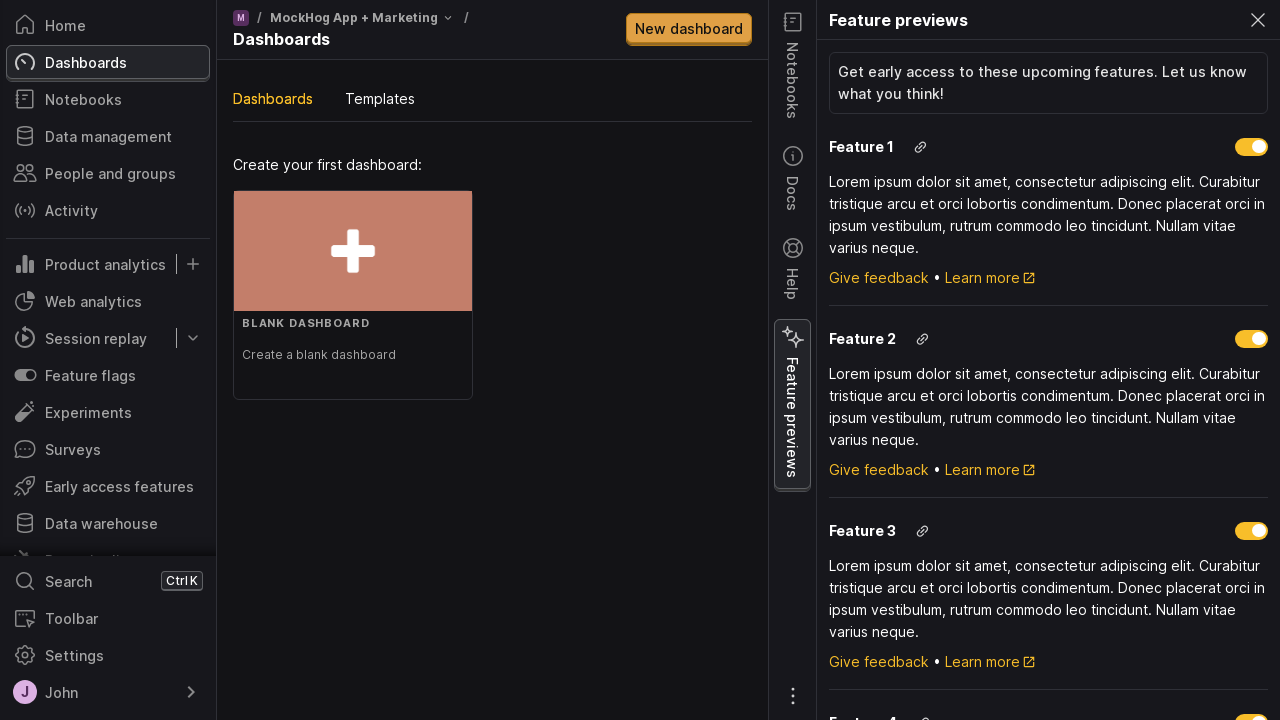 Home
Dashboards
Notebooks
Data management
People and groups
Activity
Product analytics
Web analytics
Session replay
Feature flags
Experiments
Surveys
Early access features
Data warehouse
Search Ctrl K
Toolbar
Settings
J John
M / MockHog App + Marketing /
Dashboards
New dashboard
Dashboards Templates
Create your first dashboard:
BLANK DASHBOARD
Create a blank dashboard
Notebooks
Docs
Help
Feature previews
Feature previews
Get early access to these upcoming features. Let us know
what you think!
Feature 1
Lorem ipsum dolor sit amet, consectetur adipiscing elit. Curabitur
tristique arcu et orci lobortis condimentum. Donec placerat orci in
ipsum vestibulum, rutrum commodo leo tincidunt. Nullam vitae
varius neque.
Give feedback • Learn more
Feature 2
Lorem ipsum dolor sit amet, consectetur adipiscing elit. Curabitur
tristique arcu et orci lobortis condimentum. Donec placerat orci in
ipsum vestibulum, rutrum commodo leo tincidunt. Nullam vitae
varius neque.
Give feedback • Learn more
Feature 3
Lorem ipsum dolor sit amet, consectetur adipiscing elit. Curabitur
tristique arcu et orci lobortis condimentum. Donec placerat orci in
ipsum vestibulum, rutrum commodo leo tincidunt. Nullam vitae
varius neque.
Give feedback • Learn more
Feature 4